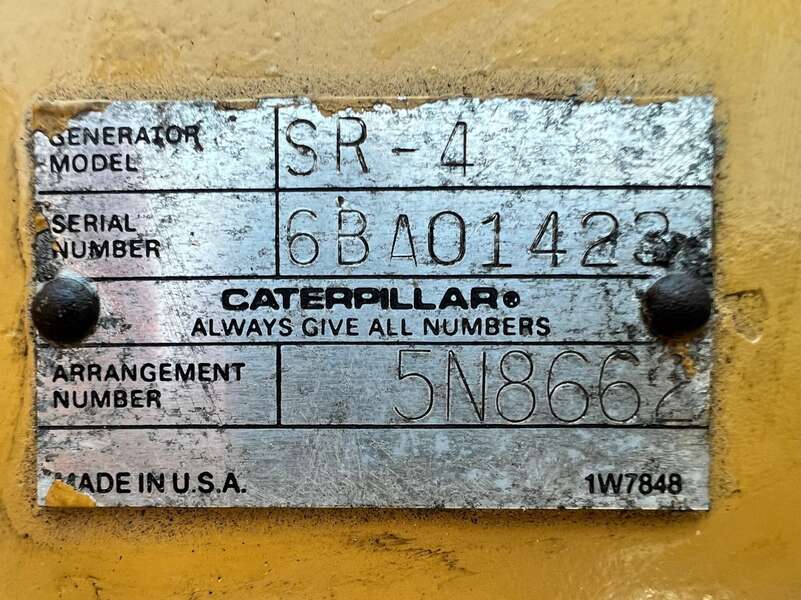 GENERATOR MODEL SR-4
SERIAL NUMBER 6BA01423
CATERPILLAR®
ALWAYS GIVE ALL NUMBERS
ARRANGEMENT NUMBER 5N8662
MADE IN U.S.A. 1W7848